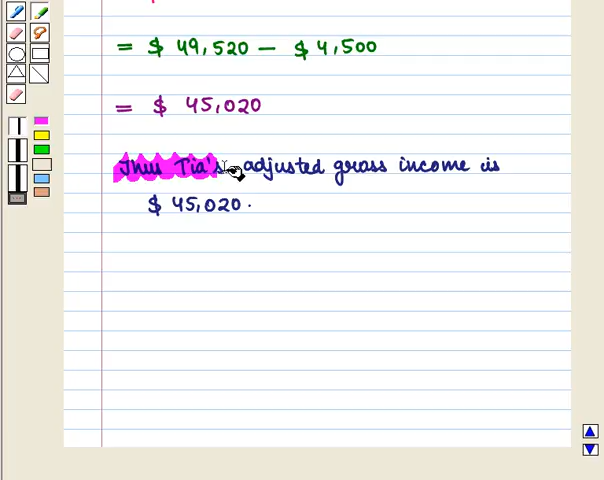 = $ 49,520 - $ 4,500
= $ 45,020
Thus Tia's adjusted gross income is
$ 45,020.